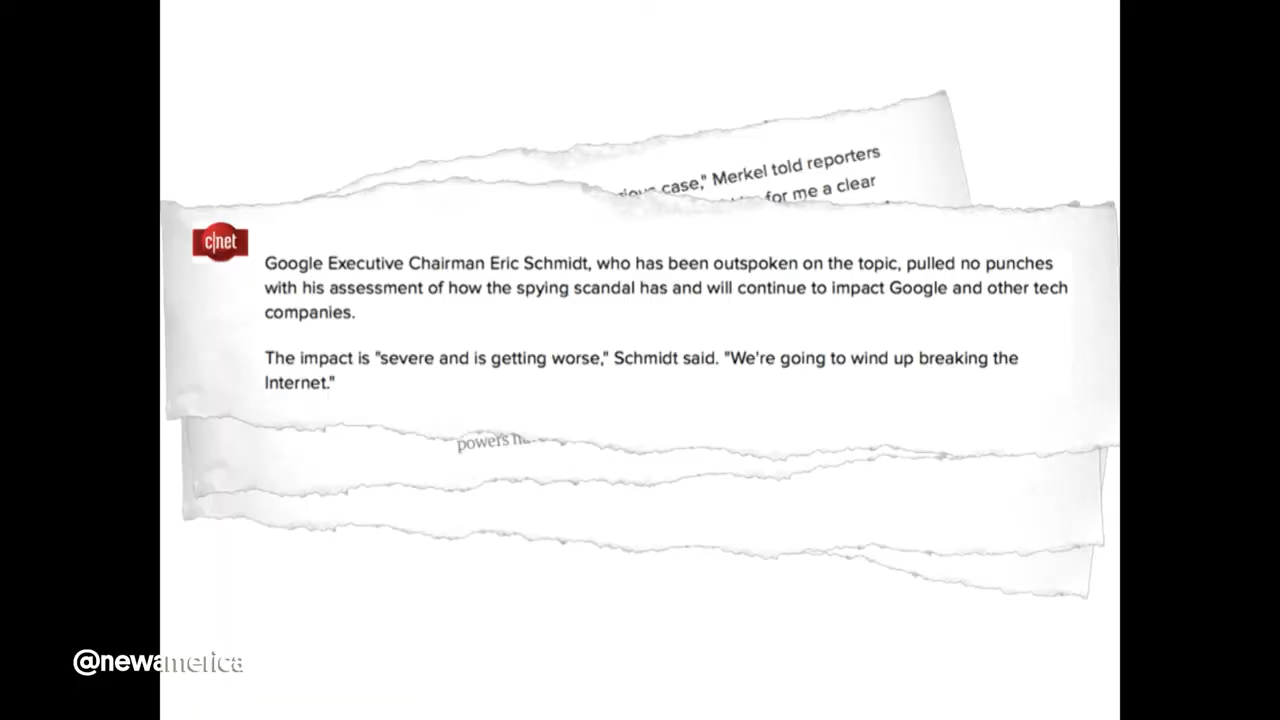 case," Merkel told reporters
for me a clear
c|net
Google Executive Chairman Eric Schmidt, who has been outspoken on the topic, pulled no punches
with his assessment of how the spying scandal has and will continue to impact Google and other tech
companies.
The impact is "severe and is getting worse," Schmidt said. "We're going to wind up breaking the
Internet."
powers
@newamerica